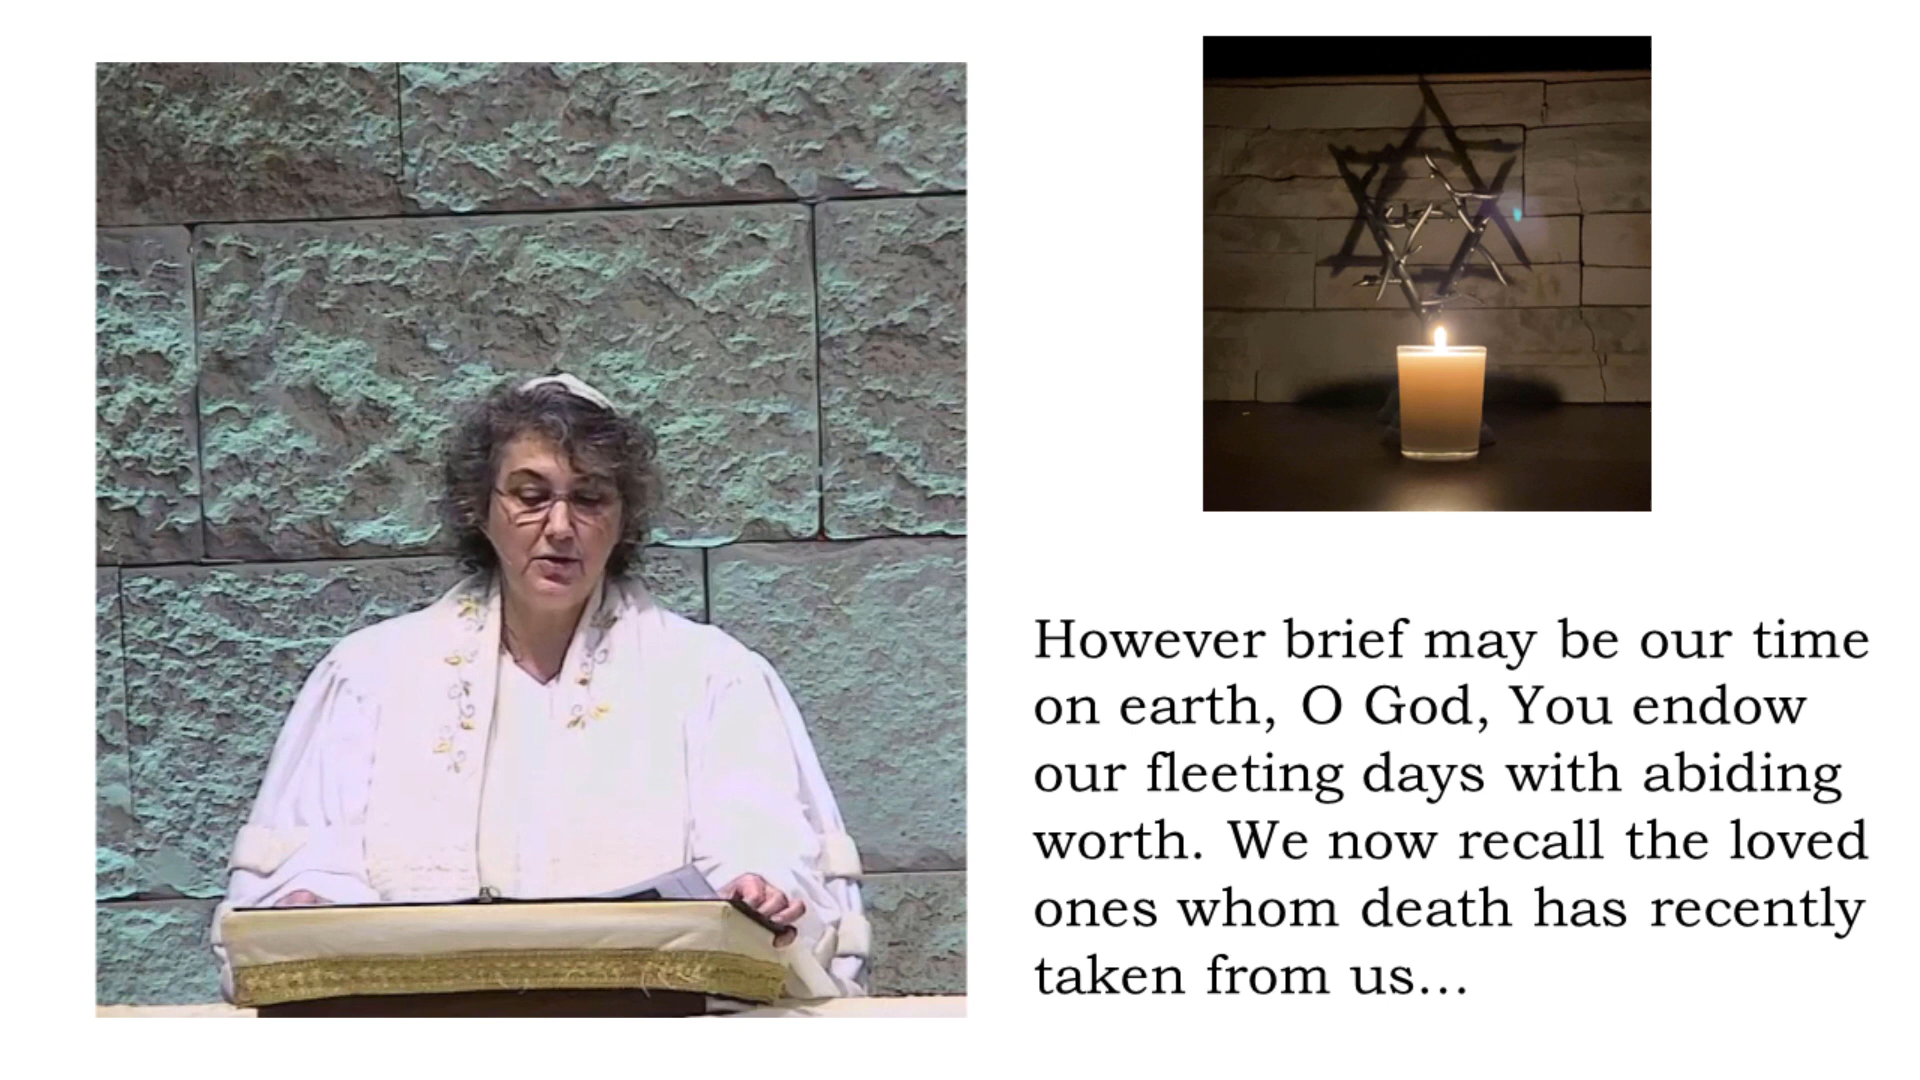 However brief may be our time
on earth, O God, You endow
our fleeting days with abiding
worth. We now recall the loved
ones whom death has recently
taken from us…